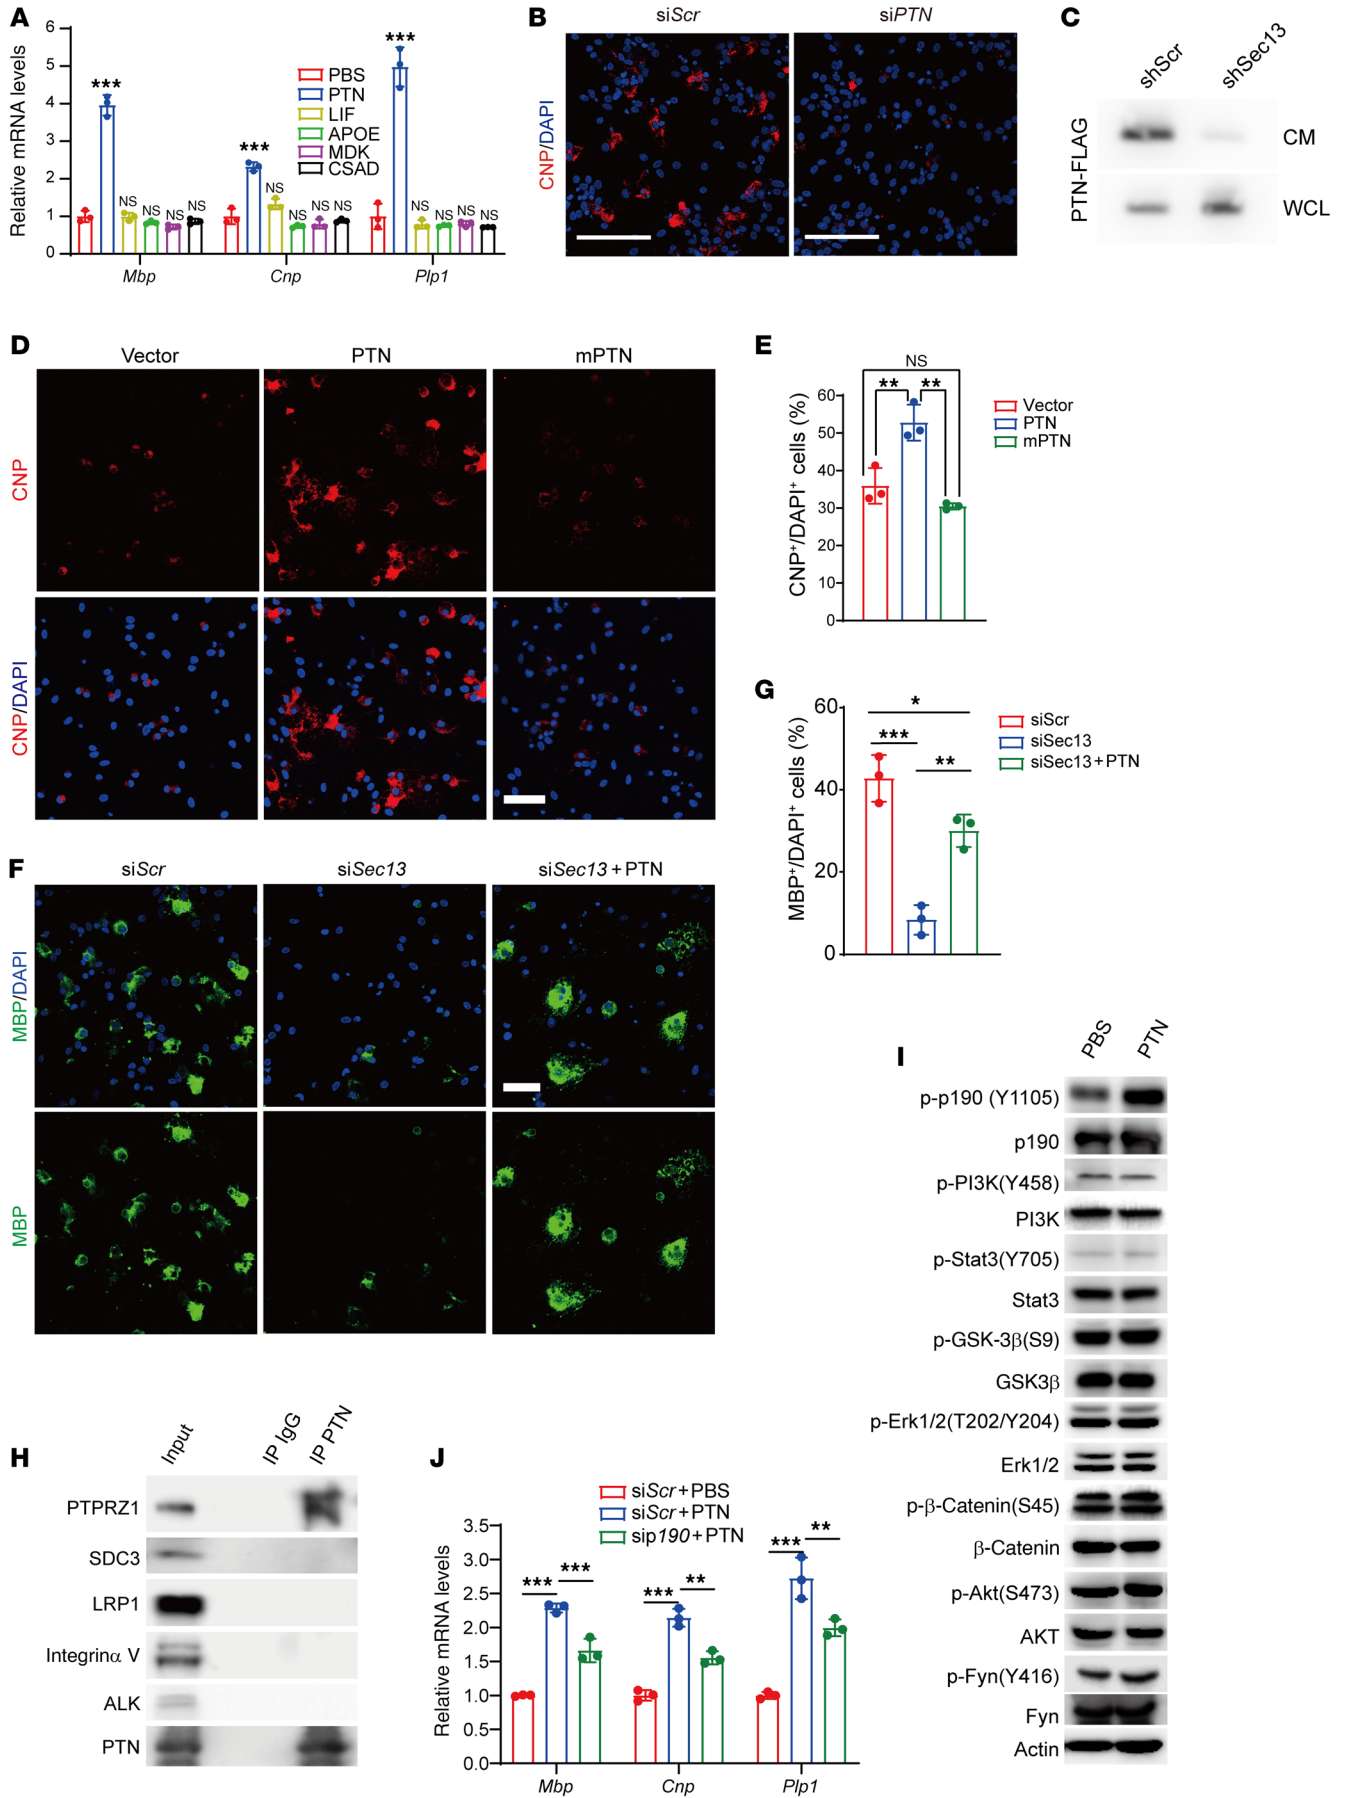 A
Relative mRNA levels
6
5
4
3
2
1
0
***
NS
NS
NS
NS
***
NS
NS
NS
NS
***
NS
NS
NS
NS
PBS
PTN
LIF
APOE
MDK
CSAD
Mbp
Cnp
Plp1
B
siScr
siPTN
CNP/DAPI
C
shScr
shSec13
PTN-FLAG
CM
WCL
D
Vector
PTN
mPTN
CNP
CNP/DAPI
E
CNP+/DAPI+ cells (%)
60
50
40
30
20
10
0
NS
**
**
Vector
PTN
mPTN
F
siScr
siSec13
siSec13+PTN
MBP/DAPI
MBP
G
MBP+/DAPI+ cells (%)
60
40
20
0
*
***
**
siScr
siSec13
siSec13+PTN
H
Input
IP IgG
IP PTN
PTPRZ1
SDC3
LRP1
Integrinα V
ALK
PTN
I
PBS
PTN
p-p190 (Y1105)
p190
p-PI3K(Y458)
PI3K
p-Stat3(Y705)
Stat3
p-GSK-3β(S9)
GSK3β
p-Erk1/2(T202/Y204)
Erk1/2
p-β-Catenin(S45)
β-Catenin
p-Akt(S473)
AKT
p-Fyn(Y416)
Fyn
Actin
J
siScr+PBS
siScr+PTN
sip190+PTN
Relative mRNA levels
3.5
3.0
2.5
2.0
1.5
1.0
0.5
0.0
***
***
***
**
***
**
Mbp
Cnp
Plp1